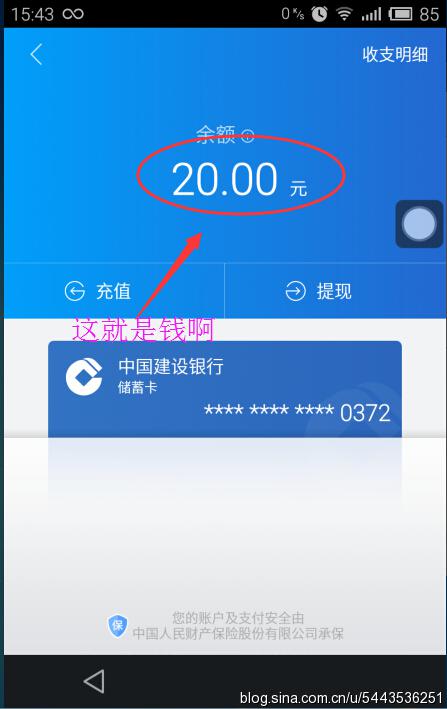 15:43 0 K/s 85
收支明细
余额
20.00 元
充值 提现
这就是钱啊
中国建设银行
储蓄卡
**** **** **** 0372
保
您的账户及支付安全由
中国人民财产保险股份有限公司承保
blog.sina.com.cn/u/5443536251